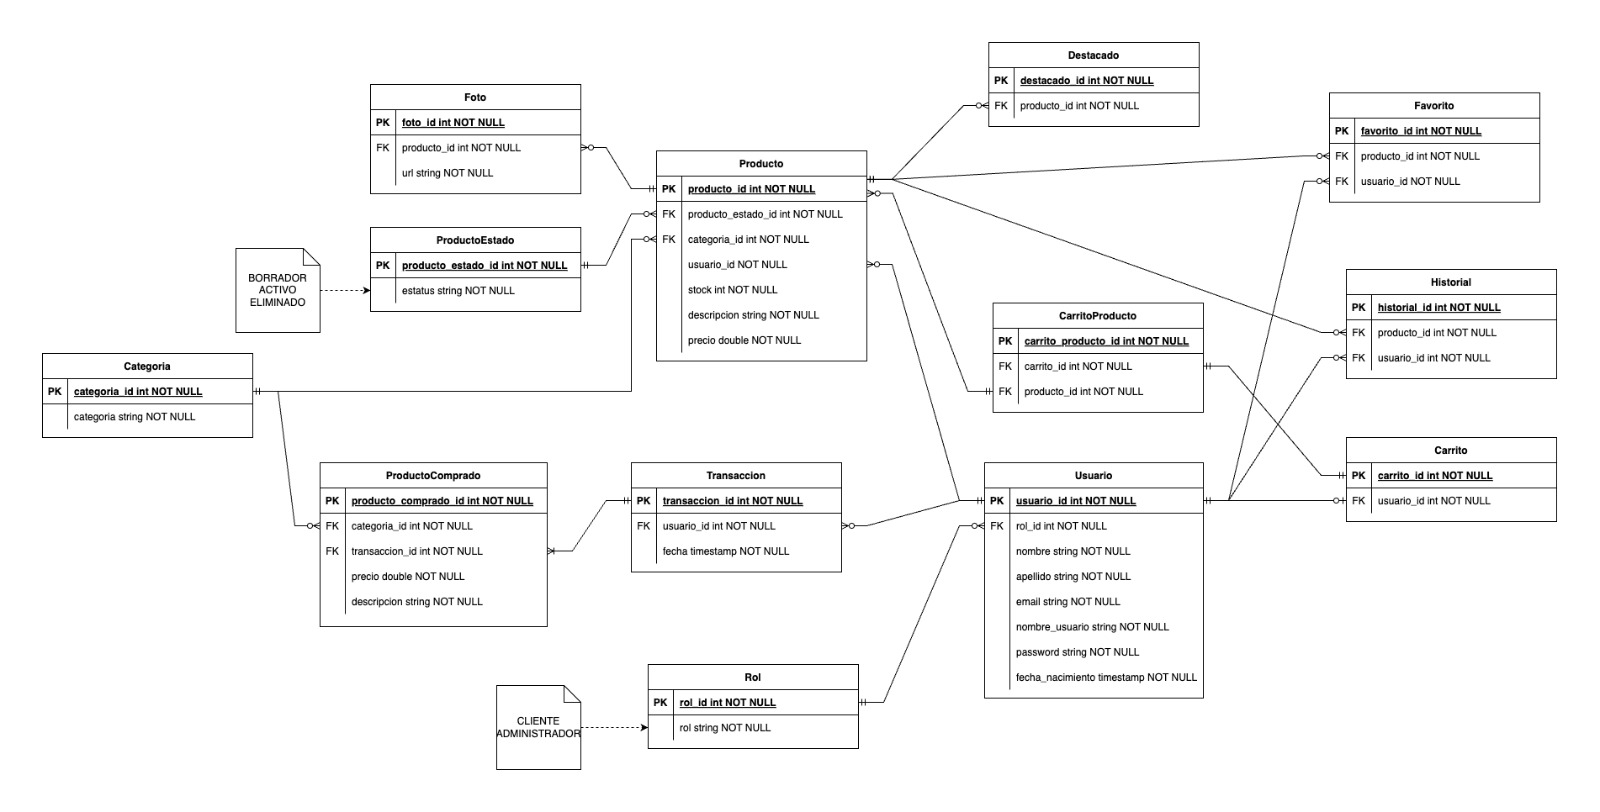 Destacado
PK destacado_id int NOT NULL
FK producto_id int NOT NULL
Foto
PK foto_id int NOT NULL
FK producto_id int NOT NULL
url string NOT NULL
Favorito
PK favorito_id int NOT NULL
FK producto_id int NOT NULL
FK usuario_id NOT NULL
Producto
PK producto_id int NOT NULL
FK producto_estado_id int NOT NULL
FK categoria_id int NOT NULL
usuario_id NOT NULL
stock int NOT NULL
descripcion string NOT NULL
precio double NOT NULL
ProductoEstado
PK producto_estado_id int NOT NULL
estatus string NOT NULL
BORRADOR
ACTIVO
ELIMINADO
Historial
PK historial_id int NOT NULL
FK producto_id int NOT NULL
FK usuario_id int NOT NULL
CarritoProducto
PK carrito_producto_id int NOT NULL
FK carrito_id int NOT NULL
FK producto_id int NOT NULL
Categoria
PK categoria_id int NOT NULL
categoria string NOT NULL
Carrito
PK carrito_id int NOT NULL
FK usuario_id int NOT NULL
ProductoComprado
PK producto_comprado_id int NOT NULL
FK categoria_id int NOT NULL
FK transaccion_id int NOT NULL
precio double NOT NULL
descripcion string NOT NULL
Transaccion
PK transaccion_id int NOT NULL
FK usuario_id int NOT NULL
fecha timestamp NOT NULL
Usuario
PK usuario_id int NOT NULL
FK rol_id int NOT NULL
nombre string NOT NULL
apellido string NOT NULL
email string NOT NULL
nombre_usuario string NOT NULL
password string NOT NULL
fecha_nacimiento timestamp NOT NULL
Rol
PK rol_id int NOT NULL
rol string NOT NULL
CLIENTE
ADMINISTRADOR